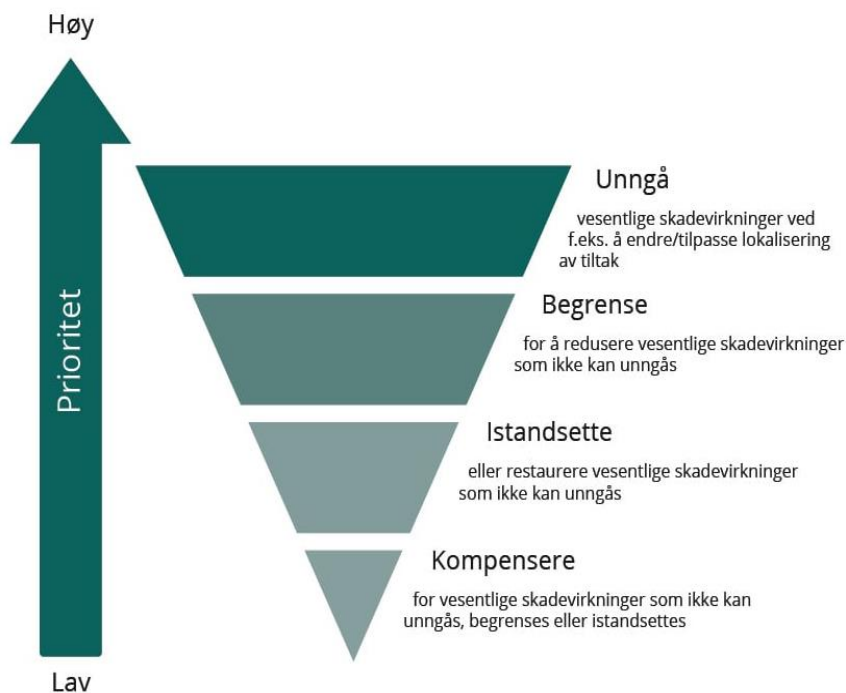 Høy
Prioritet
Unngå
vesentlige skadevirkninger ved
f.eks. å endre/tilpasse lokalisering
av tiltak
Begrense
for å redusere vesentlige skadevirkninger
som ikke kan unngås
Istandsette
eller restaurere vesentlige skadevirkninger
som ikke kan unngås
Kompensere
for vesentlige skadevirkninger som ikke kan
unngås, begrenses eller istandsettes
Lav